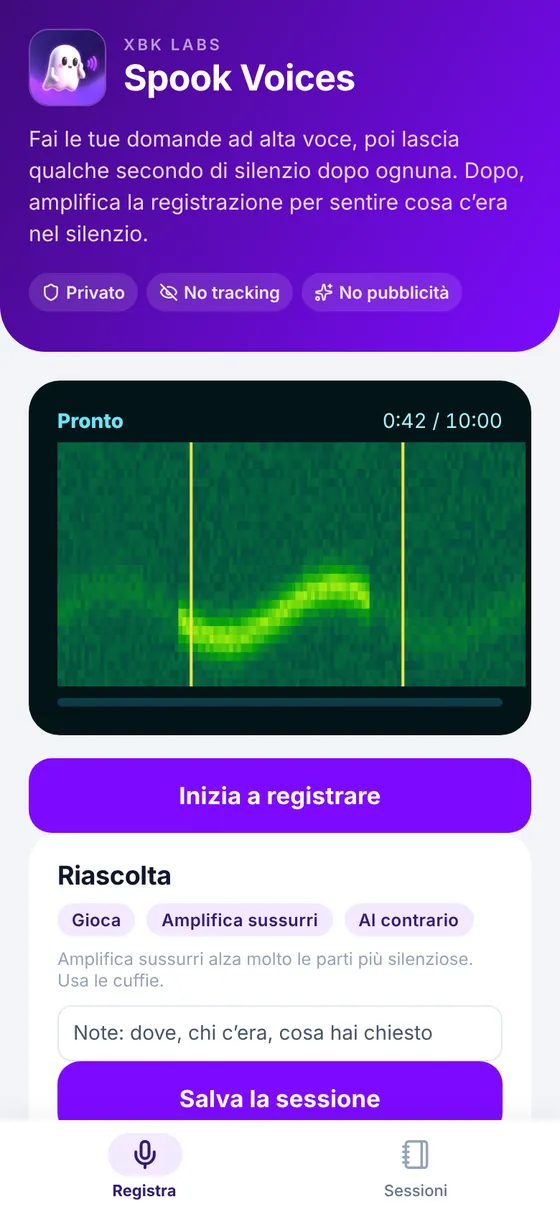 XBK LABS
Spook Voices
Fai le tue domande ad alta voce, poi lascia
qualche secondo di silenzio dopo ognuna. Dopo,
amplifica la registrazione per sentire cosa c’era
nel silenzio.
Privato No tracking No pubblicità
Pronto 0:42 / 10:00
Inizia a registrare
Riascolta
Gioca Amplifica sussurri Al contrario
Amplifica sussurri alza molto le parti più silenziose.
Usa le cuffie.
Note: dove, chi c’era, cosa hai chiesto
Salva la sessione
Registra Sessioni